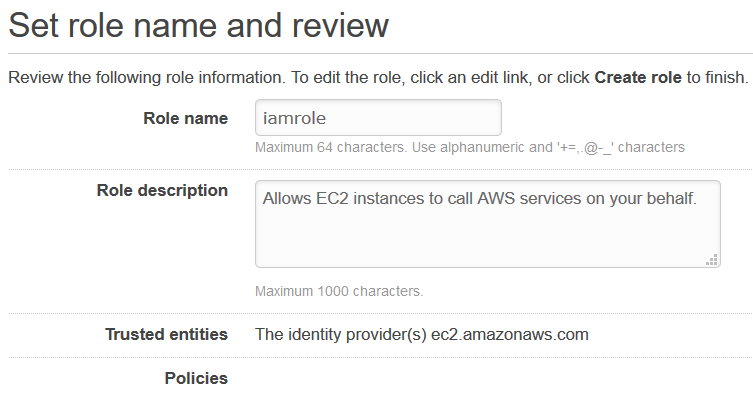 Set role name and review
Review the following role information. To edit the role, click an edit link, or click Create role to finish.
Role name iamrole
Maximum 64 characters. Use alphanumeric and '+=,.@-_' characters
Role description Allows EC2 instances to call AWS services on your behalf.
Maximum 1000 characters.
Trusted entities The identity provider(s) ec2.amazonaws.com
Policies